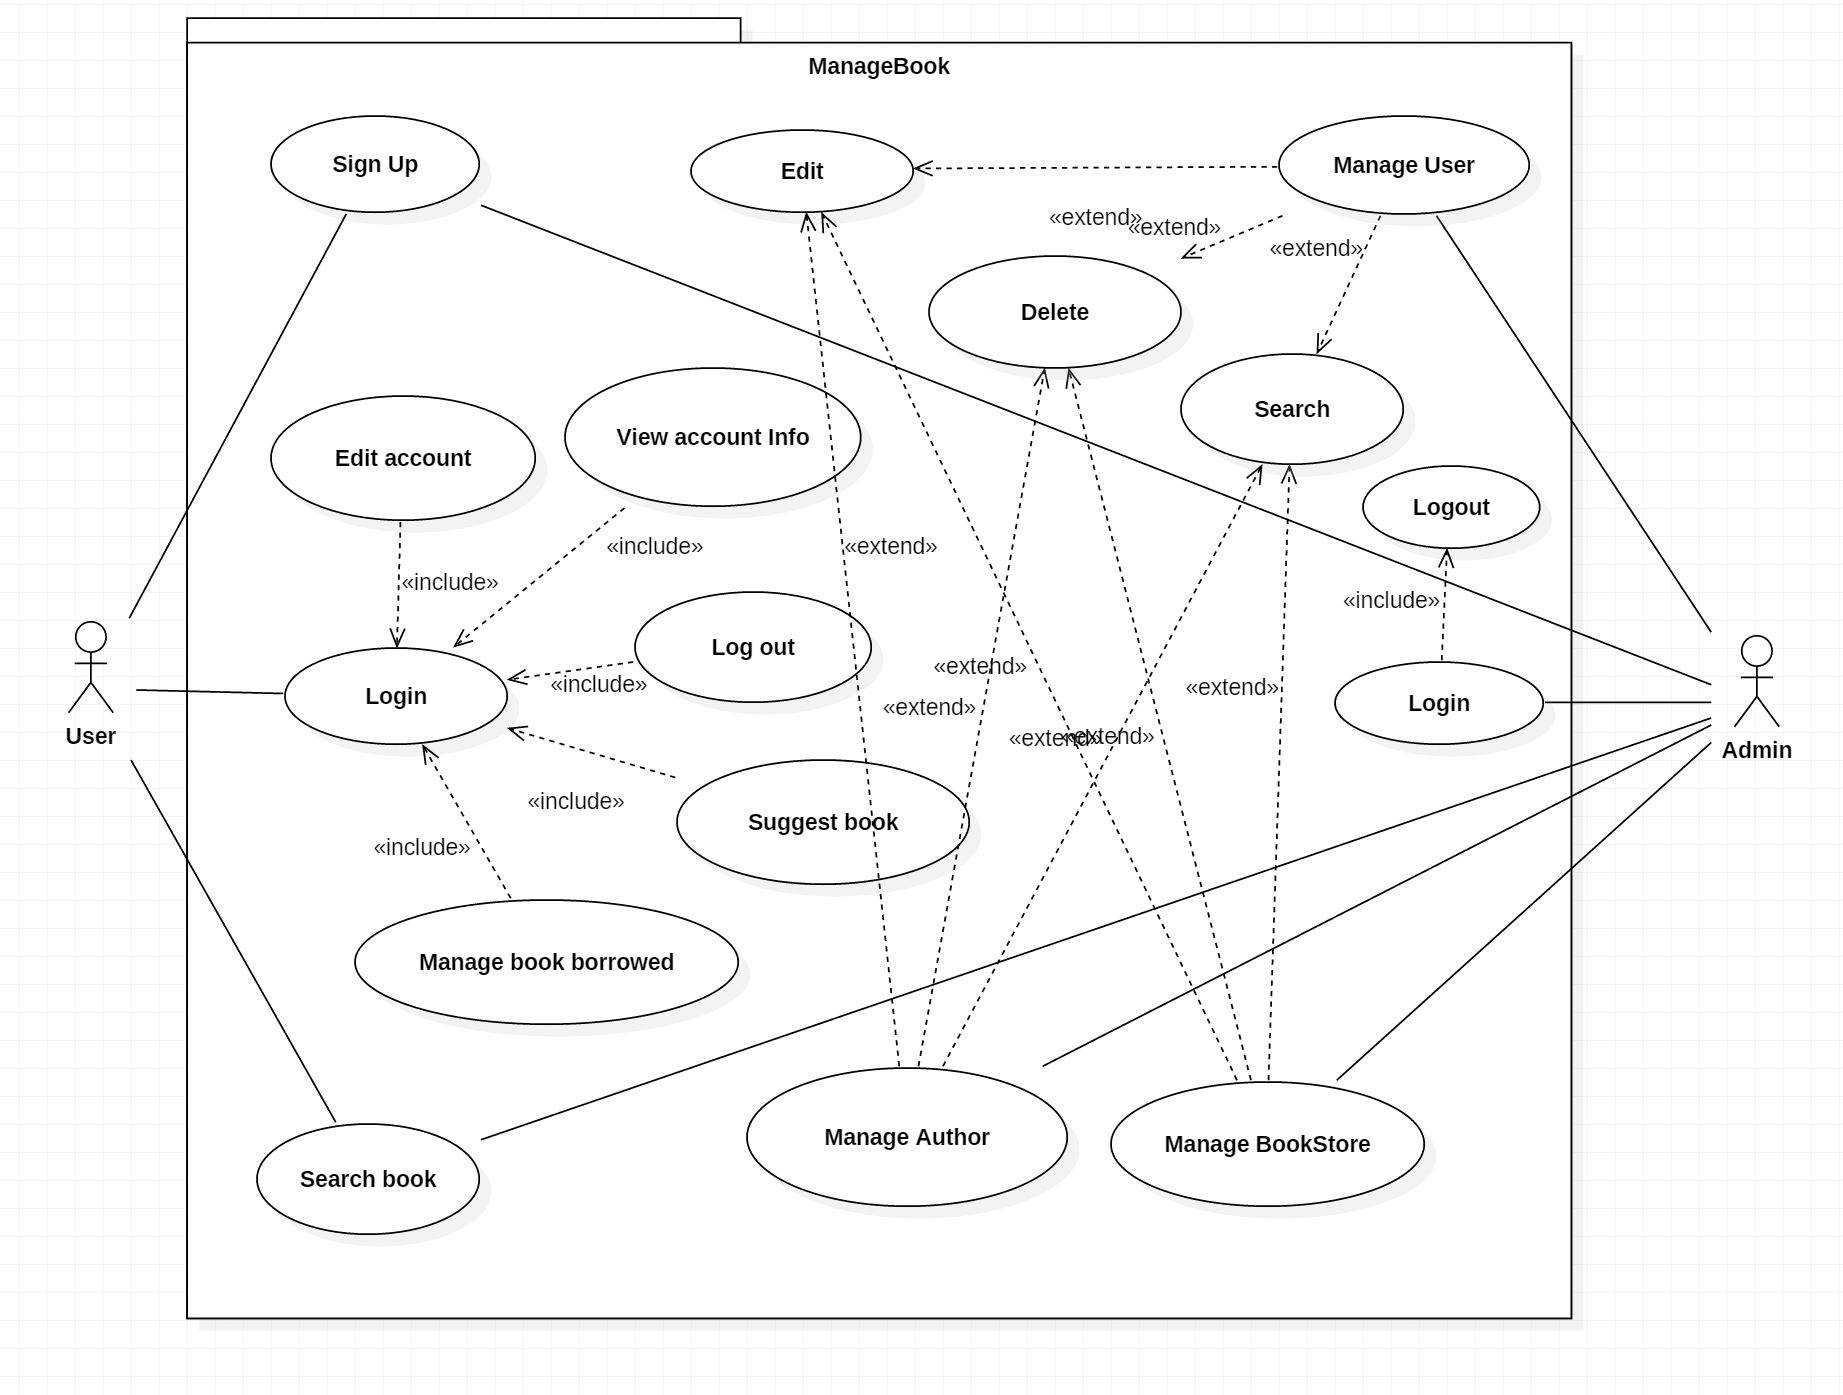 ManageBook
Sign Up
Edit
Manage User
«extend»
«extend»
«extend»
Delete
Search
View account Info
Edit account
Logout
«include»
«extend»
«include»
«include»
Log out
«extend»
«include»
«extend»
Login
«extend»
Login
User
«extend»
«extend»
Admin
«include»
Suggest book
«include»
Manage book borrowed
Manage Author
Manage BookStore
Search book